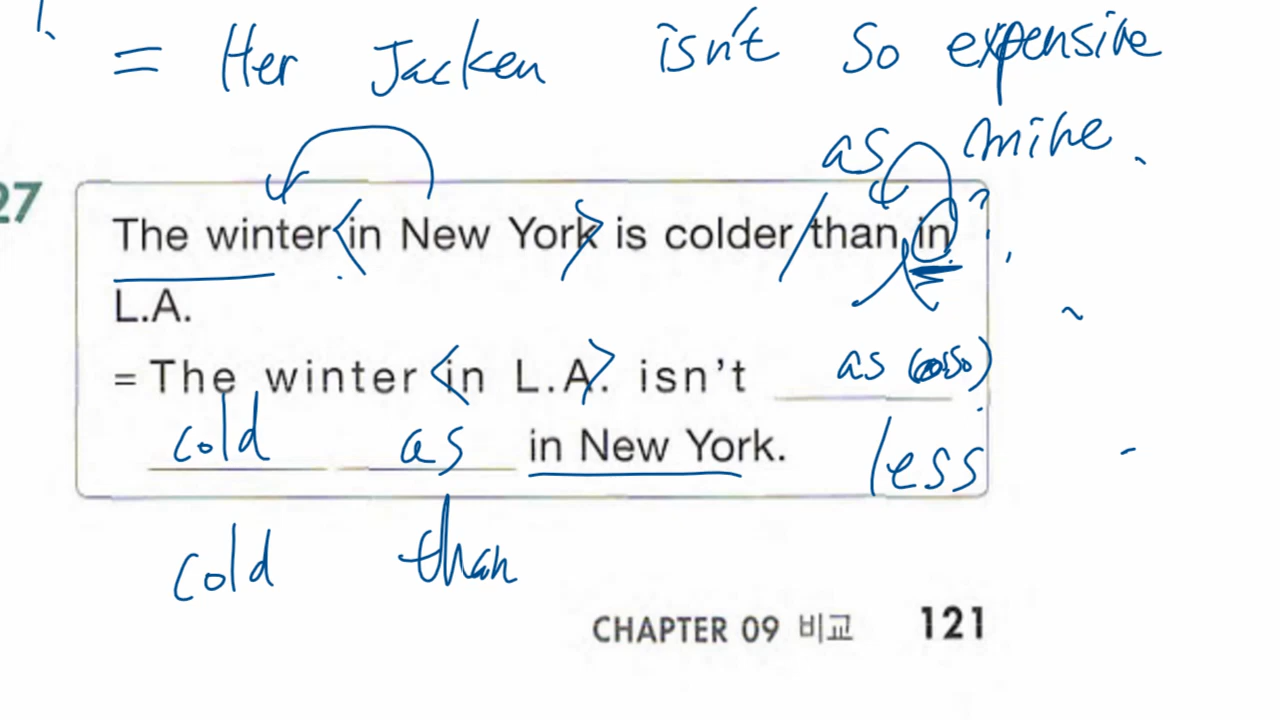 = Her Jacken isn't so expensive
as mine.
27
The winter in New York is colder than in ?
L.A.
= The winter in L.A. isn't as (so)
cold as in New York. less
cold than
CHAPTER 09 비교 121